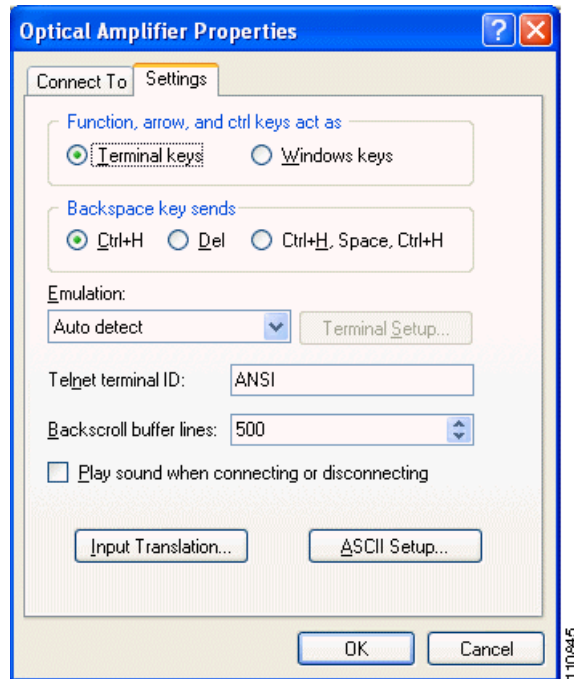 Optical Amplifier Properties
Connect To Settings
Function, arrow, and ctrl keys act as
Terminal keys Windows keys
Backspace key sends
Ctrl+H Del Ctrl+H, Space, Ctrl+H
Emulation:
Auto detect Terminal Setup...
Telnet terminal ID: ANSI
Backscroll buffer lines: 500
Play sound when connecting or disconnecting
Input Translation... ASCII Setup...
OK Cancel
110845